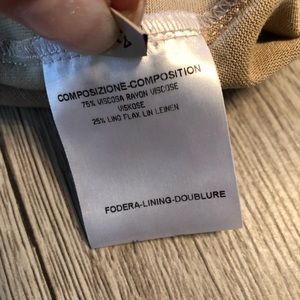 COMPOSIZIONE-COMPOSITION
75% VISCOSA RAYON VISCOSE
VISKOSE
25% LINO FLAX LIN LEINEN
FODERA-LINING-DOUBLURE